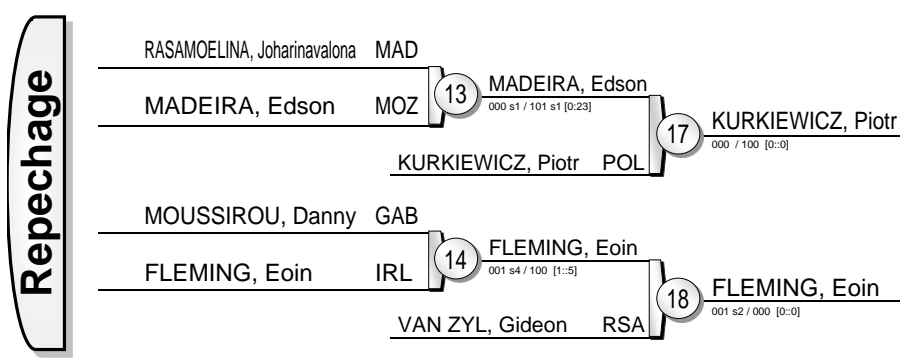 Repechage
RASAMOELINA, Joharinavalona MAD
MADEIRA, Edson MOZ
13
MADEIRA, Edson
000 s1 / 101 s1 [0:23]
KURKIEWICZ, Piotr POL
17
KURKIEWICZ, Piotr
000 / 100 [0::0]
MOUSSIROU, Danny GAB
FLEMING, Eoin IRL
14
FLEMING, Eoin
001 s4 / 100 [1::5]
VAN ZYL, Gideon RSA
18
FLEMING, Eoin
001 s2 / 000 [0::0]